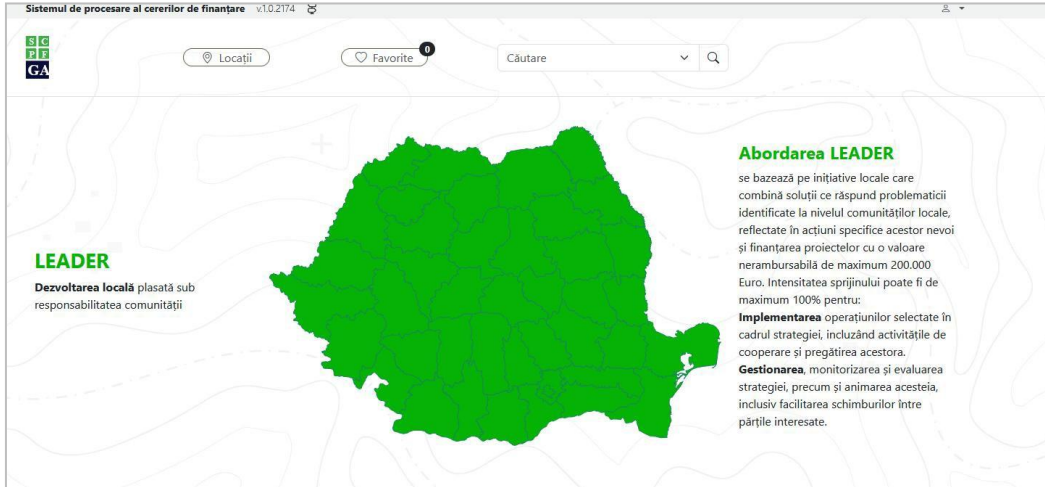 Sistemul de procesare al cererilor de finanțare v.1.0.2174
S C
P F
GA
Locații
Favorite 0
Căutare
LEADER
Dezvoltarea locală plasată sub
responsabilitatea comunității
Abordarea LEADER
se bazează pe inițiative locale care
combină soluții ce răspund problematicii
identificate la nivelul comunităților locale,
reflectate în acțiuni specifice acestor nevoi
și finanțarea proiectelor cu o valoare
nerambursabilă de maximum 200.000
Euro. Intensitatea sprijinului poate fi de
maximum 100% pentru:
Implementarea operațiunilor selectate în
cadrul strategiei, incluzând activitățile de
cooperare și pregătirea acestora.
Gestionarea, monitorizarea și evaluarea
strategiei, precum și animarea acesteia,
inclusiv facilitarea schimburilor între
părțile interesate.